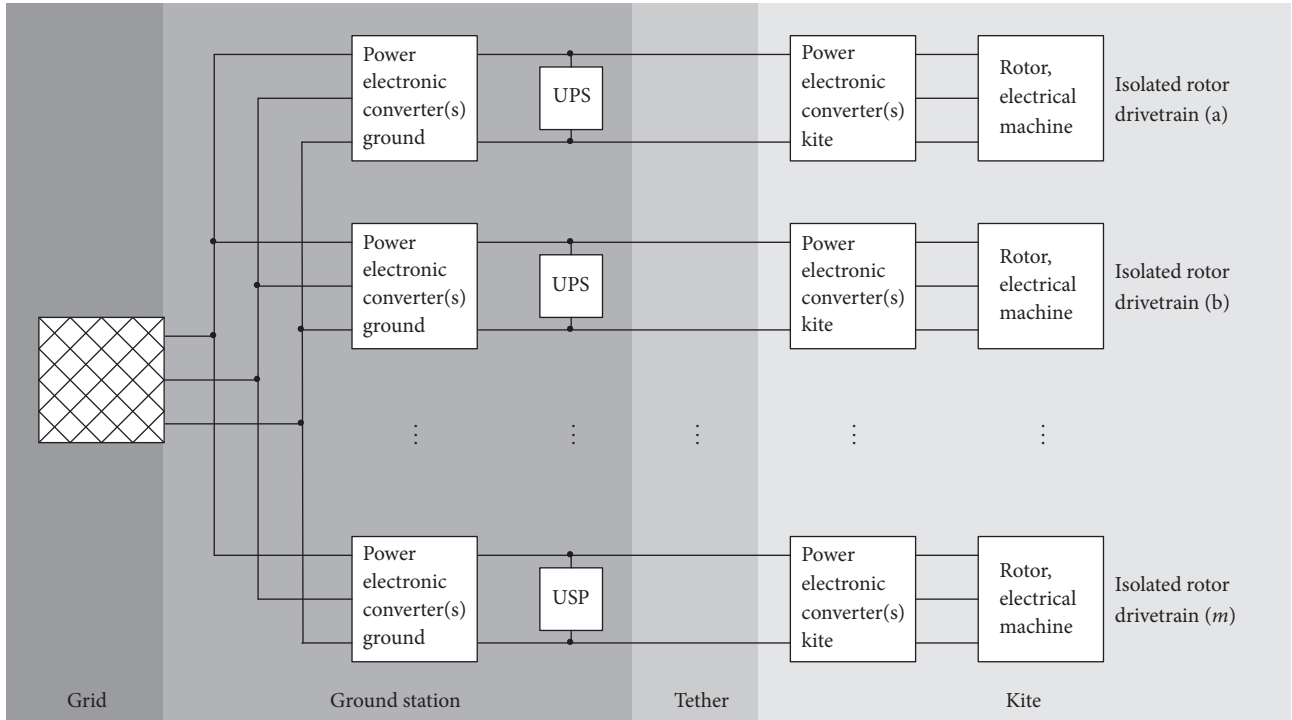 Power
electronic
converter(s)
ground
UPS
Power
electronic
converter(s)
kite
Rotor,
electrical
machine
Isolated rotor
drivetrain (a)
Power
electronic
converter(s)
ground
UPS
Power
electronic
converter(s)
kite
Rotor,
electrical
machine
Isolated rotor
drivetrain (b)
Power
electronic
converter(s)
ground
USP
Power
electronic
converter(s)
kite
Rotor,
electrical
machine
Isolated rotor
drivetrain (m)
Grid
Ground station
Tether
Kite